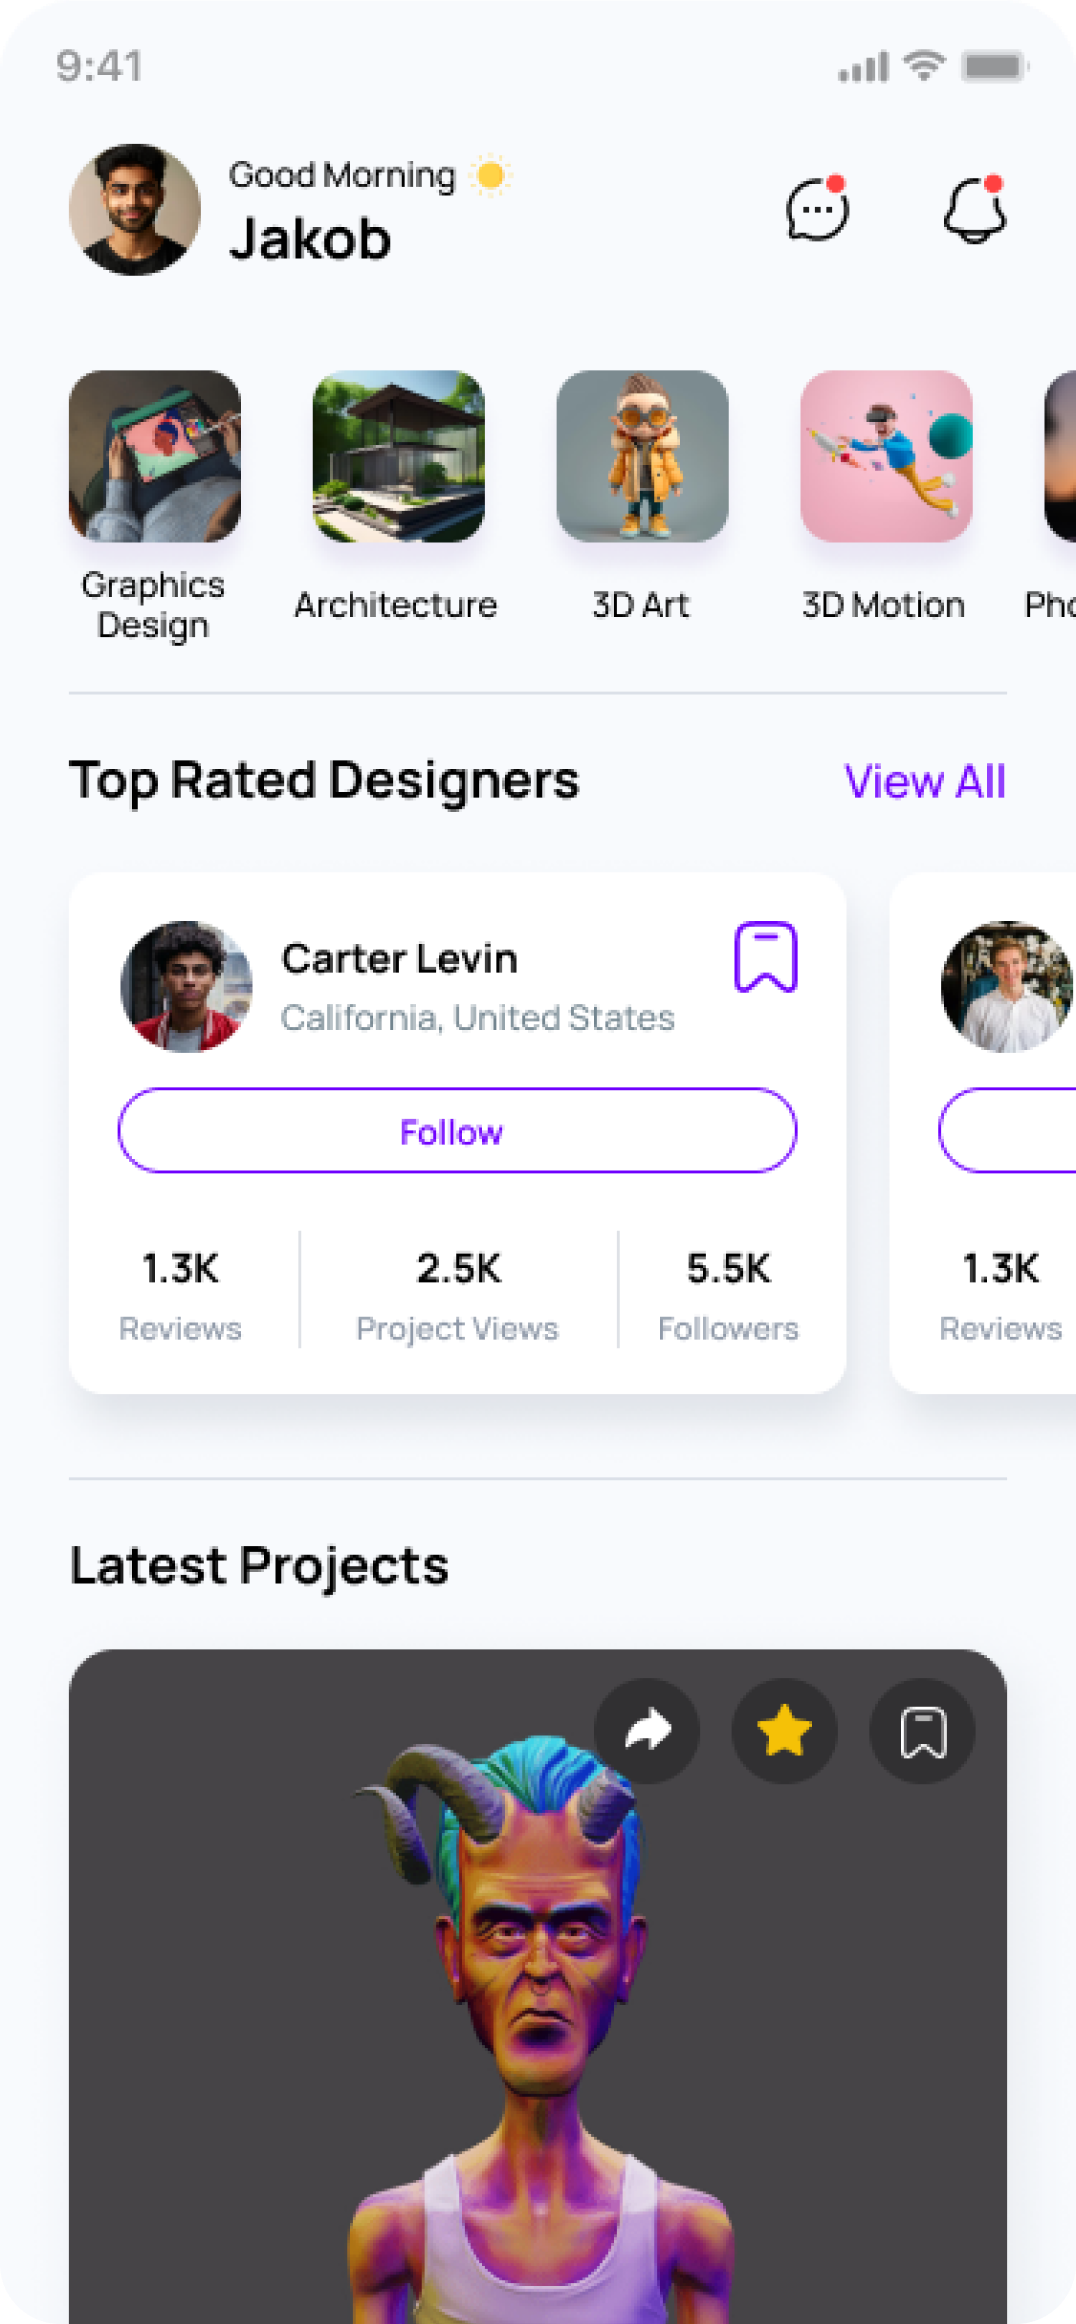 9:41
Good Morning
Jakob
Graphics
Design
Architecture
3D Art
3D Motion
Pho
Top Rated Designers
View All
Carter Levin
California, United States
Follow
1.3K
2.5K
5.5K
1.3K
Reviews
Project Views
Followers
Reviews
Latest Projects